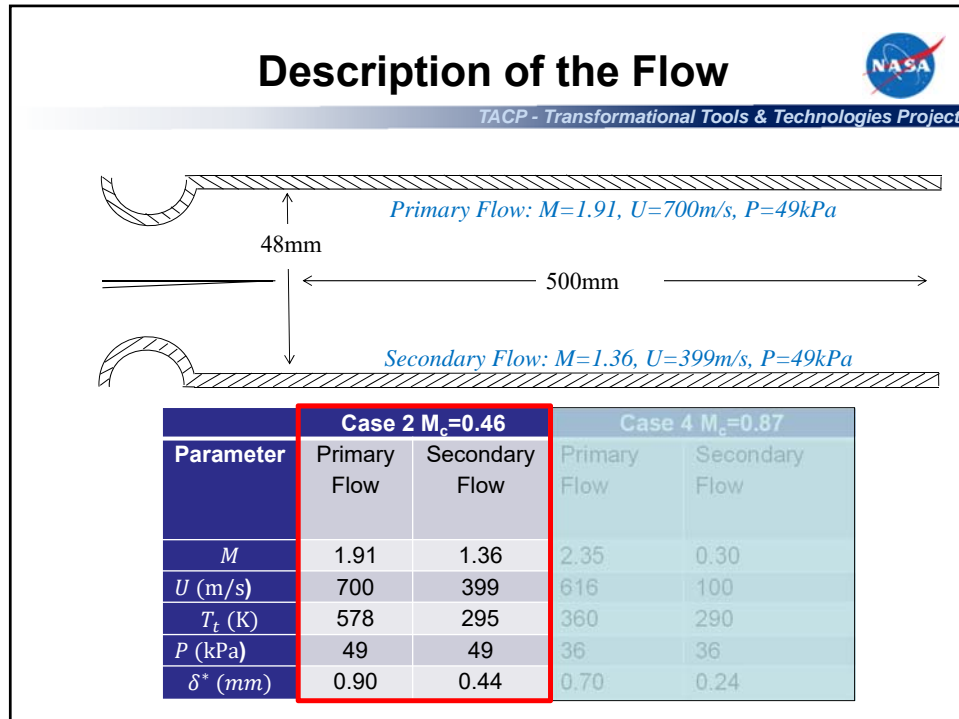 Description of the Flow
NASA
TACP - Transformational Tools & Technologies Project
Primary Flow: M=1.91, U=700m/s, P=49kPa
48mm
500mm
Secondary Flow: M=1.36, U=399m/s, P=49kPa
Case 2 Mc=0.46 Case 4 Mc=0.87
Parameter Primary Secondary Primary Secondary
Flow Flow Flow Flow
M 1.91 1.36 2.35 0.30
U (m/s) 700 399 616 100
Tt (K) 578 295 360 290
P (kPa) 49 49 36 36
δ* (mm) 0.90 0.44 0.70 0.24